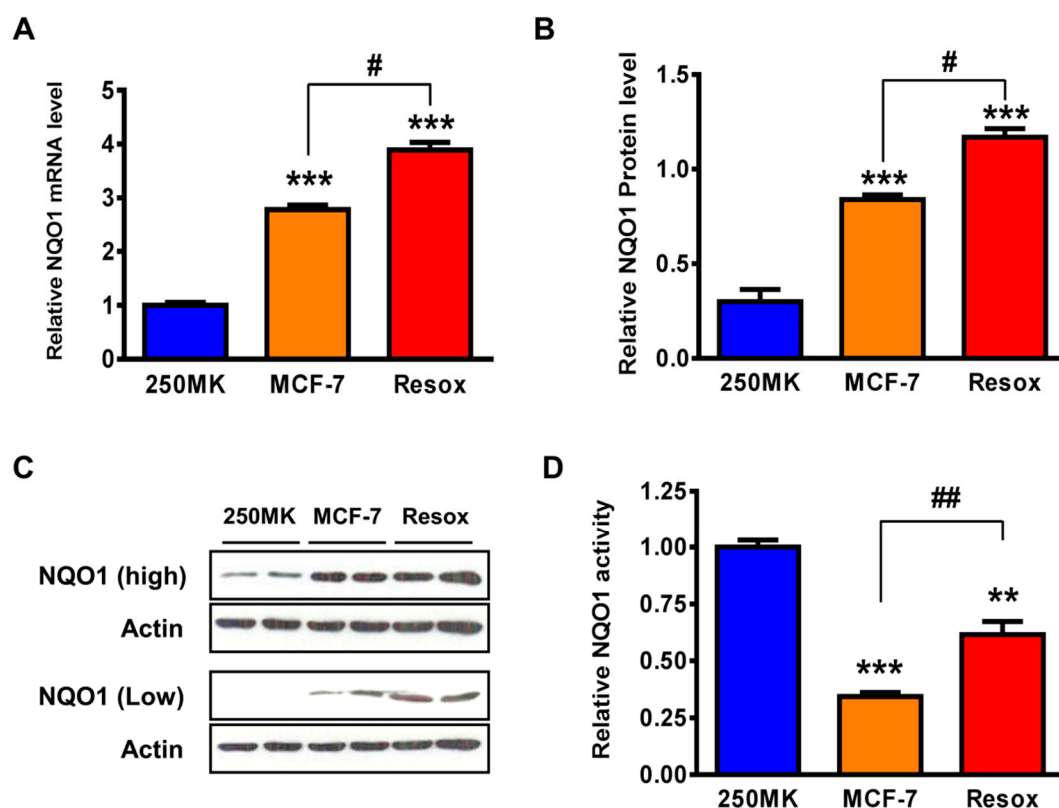 A
Relative NQO1 mRNA level
5
4
3
2
1
0
#
***
***
250MK MCF-7 Resox
B
Relative NQO1 Protein level
1.5
1.0
0.5
0.0
#
***
***
250MK MCF-7 Resox
C
250MK MCF-7 Resox
NQO1 (high)
Actin
NQO1 (Low)
Actin
D
Relative NQO1 activity
1.25
1.00
0.75
0.50
0.25
0.00
##
**
***
250MK MCF-7 Resox